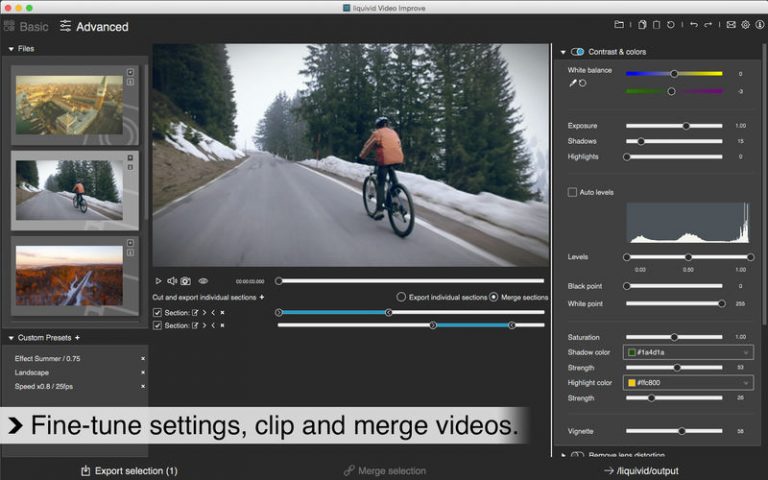 liquivid Video Improve
Basic
Advanced
Files
Custom Presets +
Effect Summer / 0.75
Landscape
Speed x0.8 / 25fps
00:00:00.000
Cut and export individual sections +
Export individual sections
Merge sections
Section:
Section:
Contrast & colors
White balance
0
-3
Exposure
1.00
Shadows
15
Highlights
0
Auto levels
Levels
0.00
0.50
1.00
Black point
0
White point
255
Saturation
1.00
Shadow color
#1a4d1a
Strength
53
Highlight color
#ffc800
Strength
26
Vignette
58
Remove lens distortion
Fine-tune settings, clip and merge videos.
Export selection (1)
Merge selection
/liquivid/output